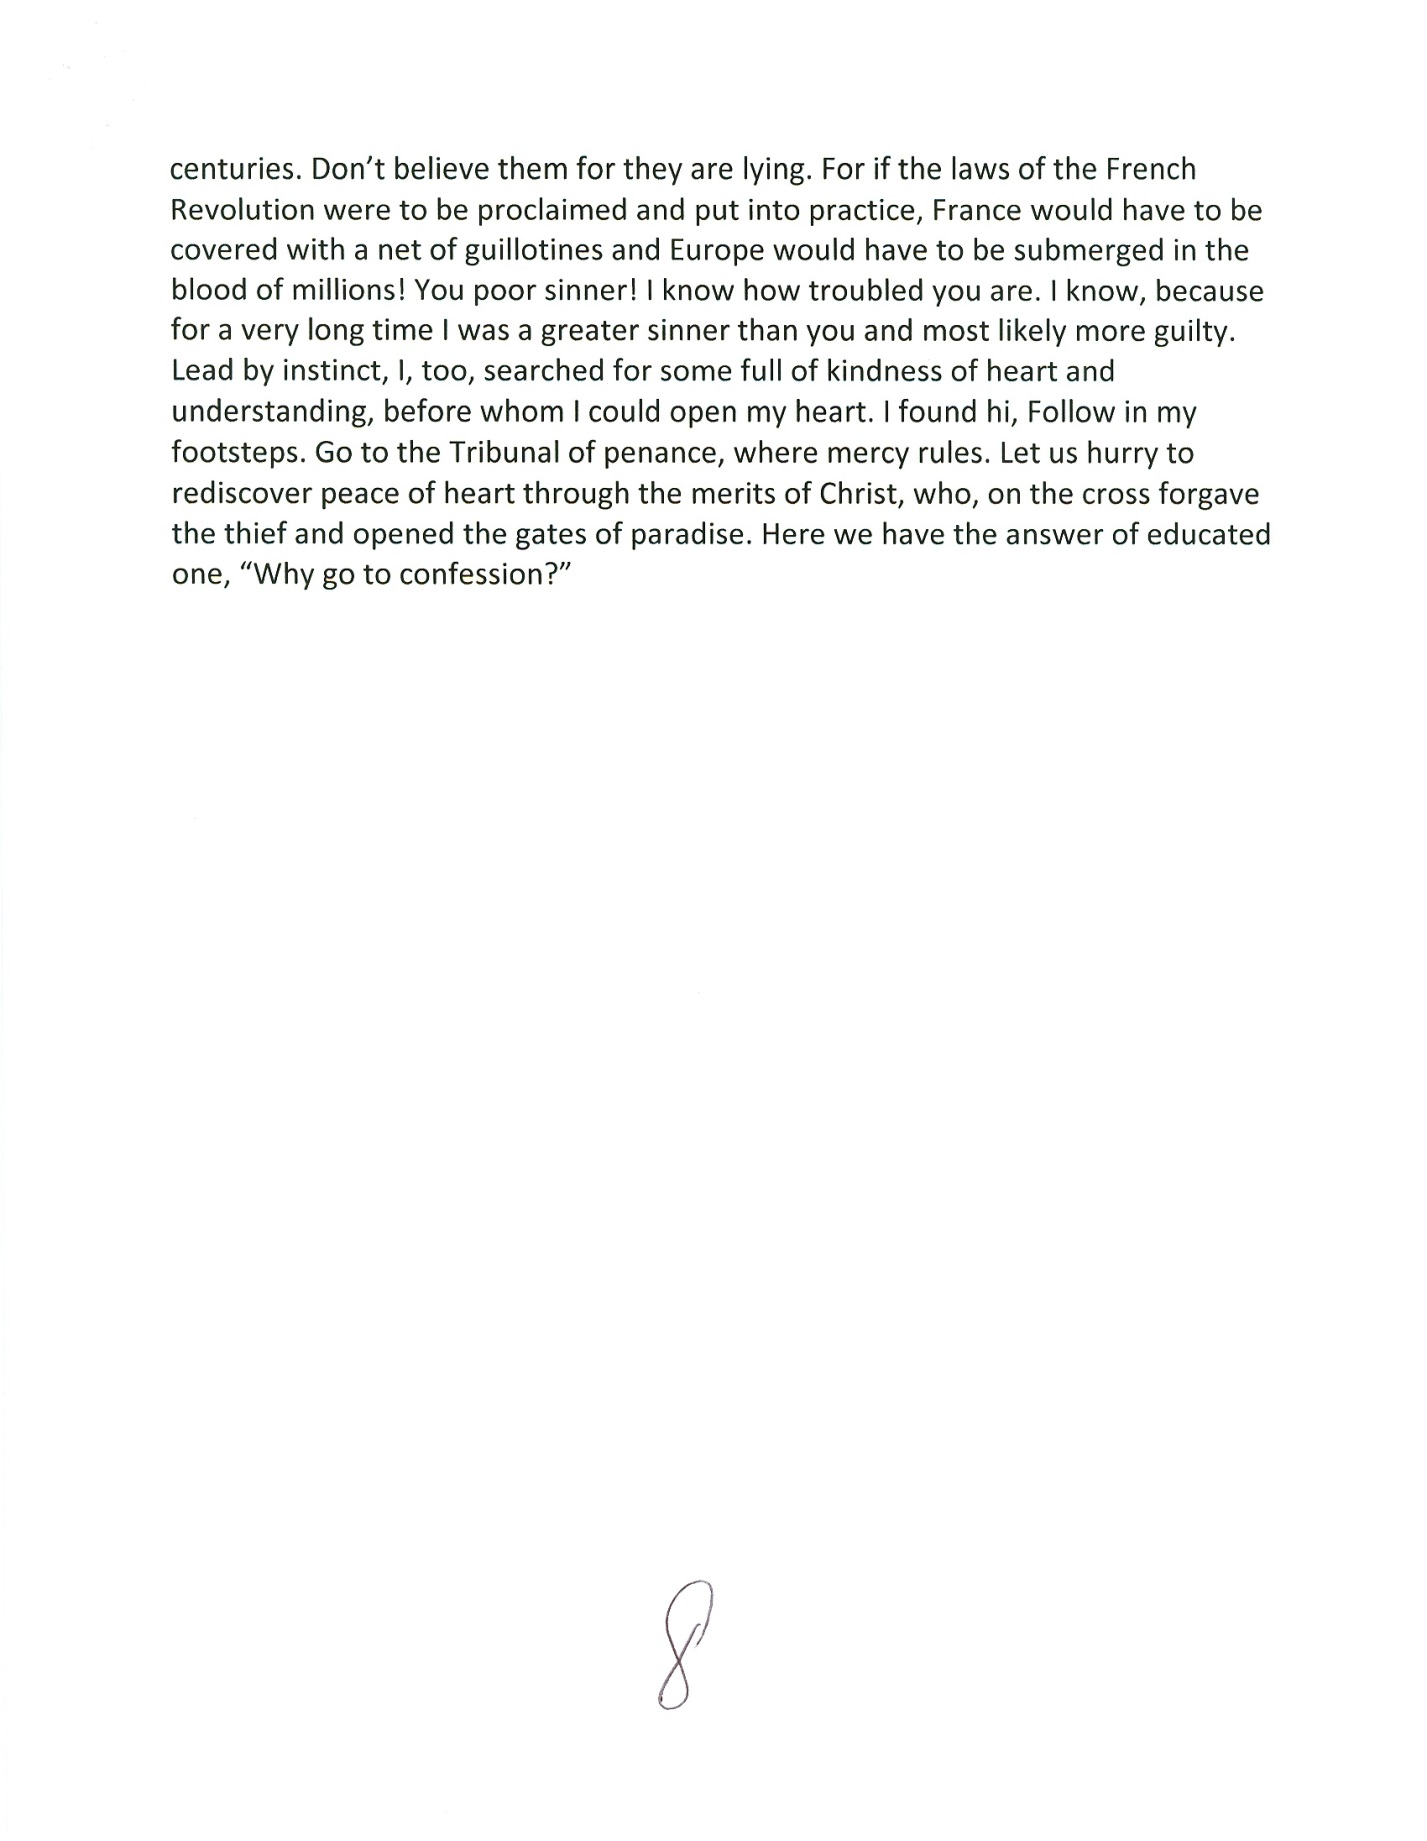 centuries. Don’t believe them for they are lying. For if the laws of the French
Revolution were to be proclaimed and put into practice, France would have to be
covered with a net of guillotines and Europe would have to be submerged in the
blood of millions! You poor sinner! I know how troubled you are. I know, because
for a very long time I was a greater sinner than you and most likely more guilty.
Lead by instinct, I, too, searched for some full of kindness of heart and
understanding, before whom I could open my heart. I found hi, Follow in my
footsteps. Go to the Tribunal of penance, where mercy rules. Let us hurry to
rediscover peace of heart through the merits of Christ, who, on the cross forgave
the thief and opened the gates of paradise. Here we have the answer of educated
one, “Why go to confession?”
8